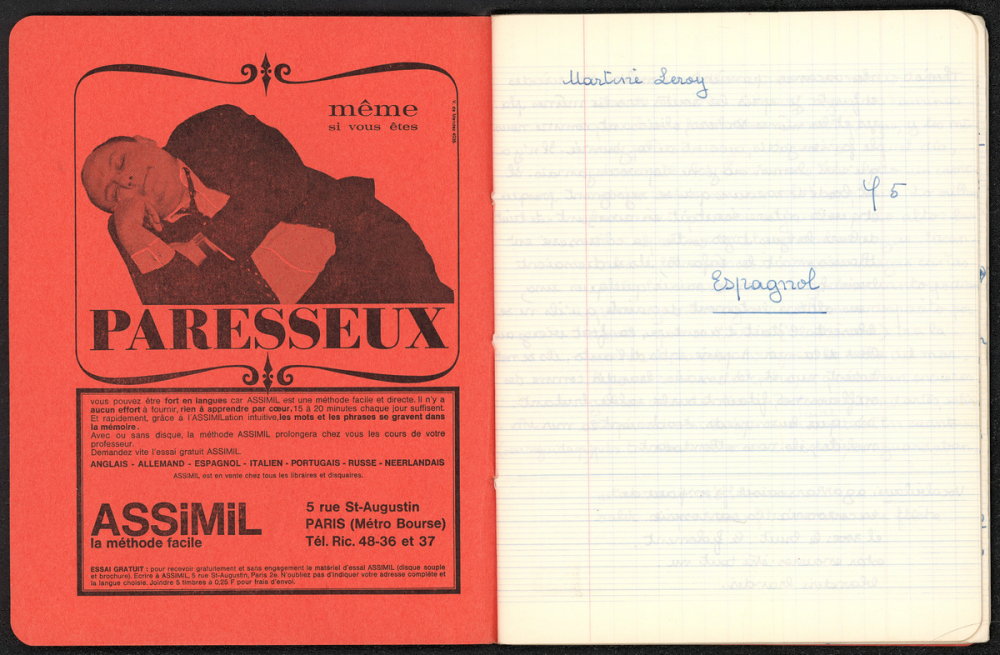 même
si vous êtes
PARESSEUX
vous pouvez être fort en langues car ASSIMIL est une méthode facile et directe. Il n'y a
aucun effort à fournir, rien à apprendre par cœur. 15 à 20 minutes chaque jour suffisent.
Et rapidement, grâce à l'ASSIMILation intuitive, les mots et les phrases se gravent dans
la mémoire.
Avec ou sans disque, la méthode ASSIMIL prolongera chez vous les cours de votre
professeur.
Demandez vite l'essai gratuit ASSIMIL.
ANGLAIS - ALLEMAND - ESPAGNOL - ITALIEN - PORTUGAIS - RUSSE - NEERLANDAIS
ASSIMIL est en vente chez tous les libraires et disquaires.
ASSiMiL
la méthode facile
5 rue St-Augustin
PARIS (Métro Bourse)
Tél. Ric. 48-36 et 37
ESSAI GRATUIT : pour recevoir gratuitement et sans engagement le matériel d'essai ASSIMIL (disque souple
et brochure). Ecrire à ASSIMIL, 5 rue St-Augustin, Paris 2e. N'oubliez pas d'indiquer votre adresse complète et
la langue choisie. Joindre 5 timbres à 0,25 F pour frais d'envoi.
Martine Leroy
5
Espagnol